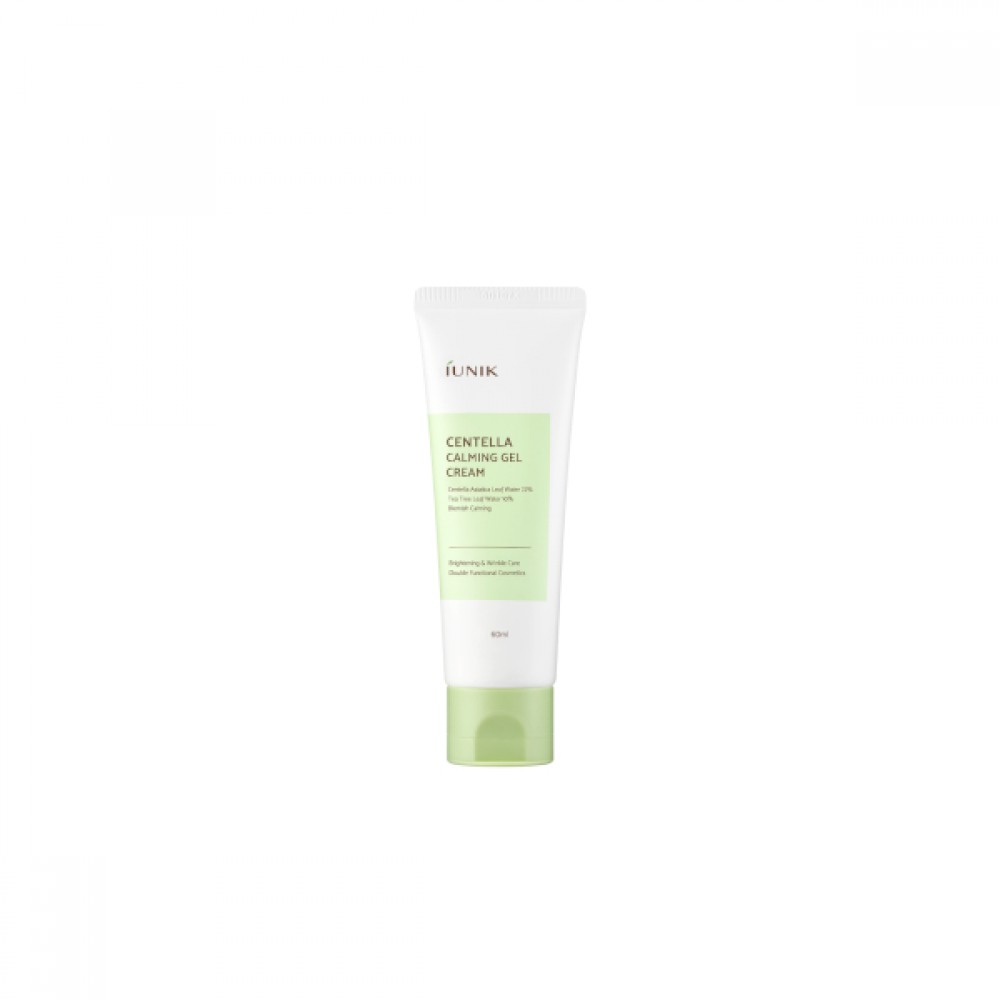 iUNIK
CENTELLA
CALMING GEL
CREAM
Centella Asiatica Leaf Water
Tea Tree Leaf Water 10%
Blemish Calming
Brightening & Wrinkle Care
Double Functional Cosmetics
60ml